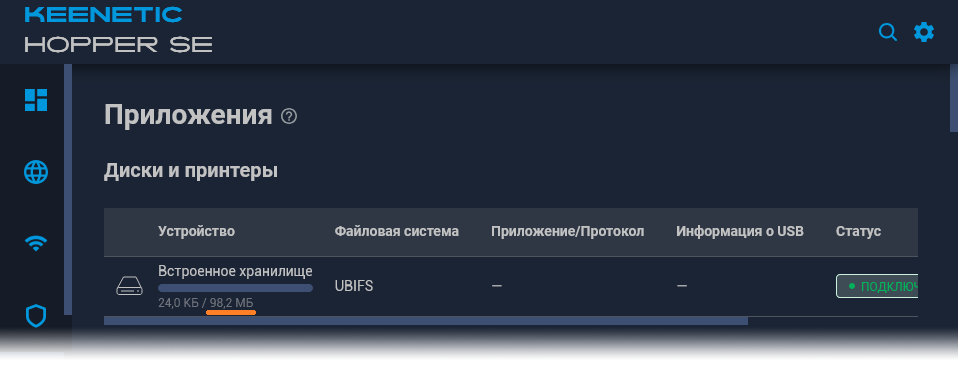 KEENETIC
HOPPER SE
Приложения
Диски и принтеры
Устройство Файловая система Приложение/Протокол Информация о USB Статус
Встроенное хранилище
24,0 КБ / 98,2 МБ
UBIFS — — ПОДКЛЮЧ